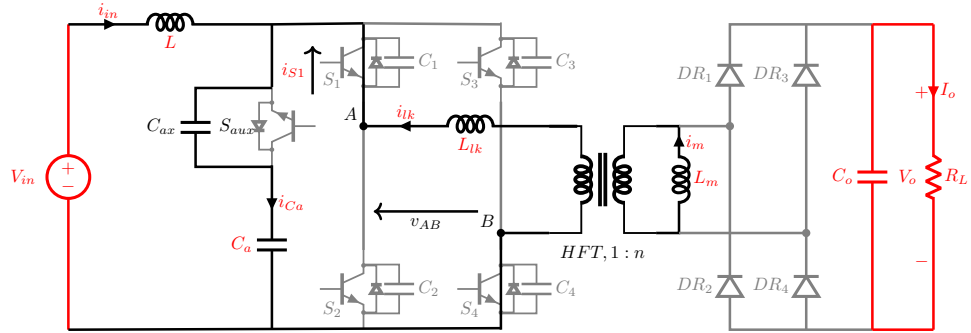 i_in
L
i_S1
S_1
C_1
S_3
C_3
DR_1
DR_3
+
I_o
C_ax
S_aux
A
i_lk
L_lk
i_m
L_m
V_in
+
−
C_o
V_o
R_L
i_Ca
C_a
v_AB
B
HFT, 1 : n
−
S_2
C_2
S_4
C_4
DR_2
DR_4